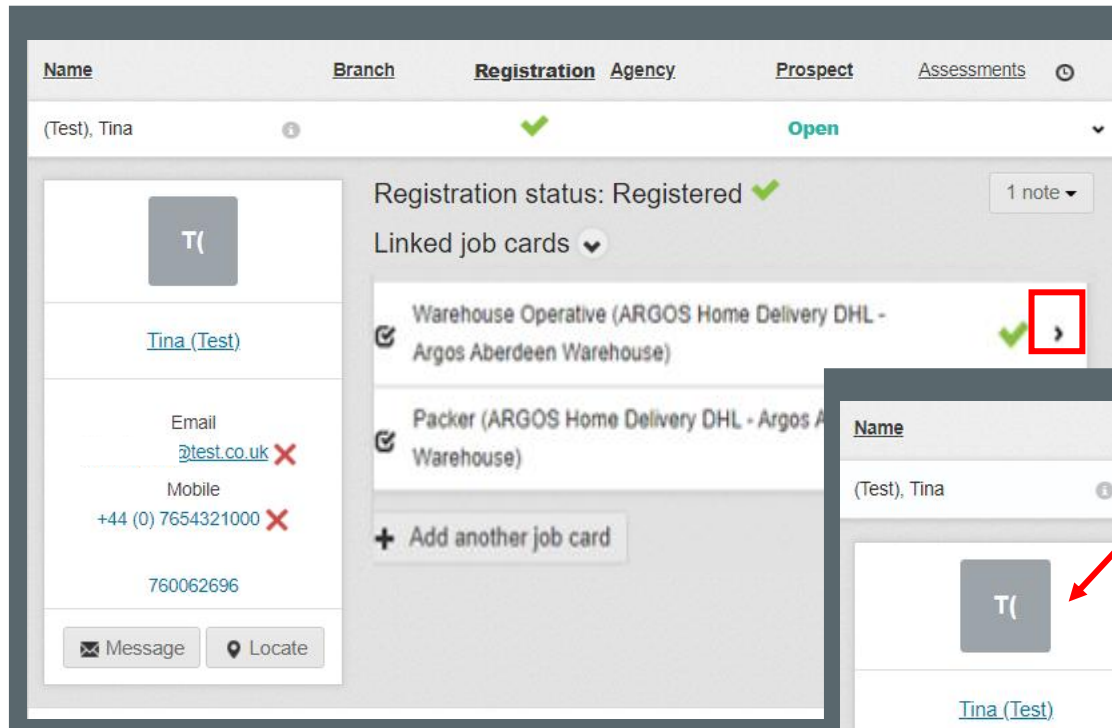 Name Branch Registration Agency Prospect Assessments
(Test), Tina Open
Registration status: Registered 1 note
T(
Linked job cards
Tina (Test)
Warehouse Operative (ARGOS Home Delivery DHL -
Argos Aberdeen Warehouse)
Packer (ARGOS Home Delivery DHL - Argos A
Warehouse)
Add another job card
Email
@test.co.uk
Mobile
+44 (0) 7654321000
760062696
Message Locate
Name
(Test), Tina
T(
Tina (Test)